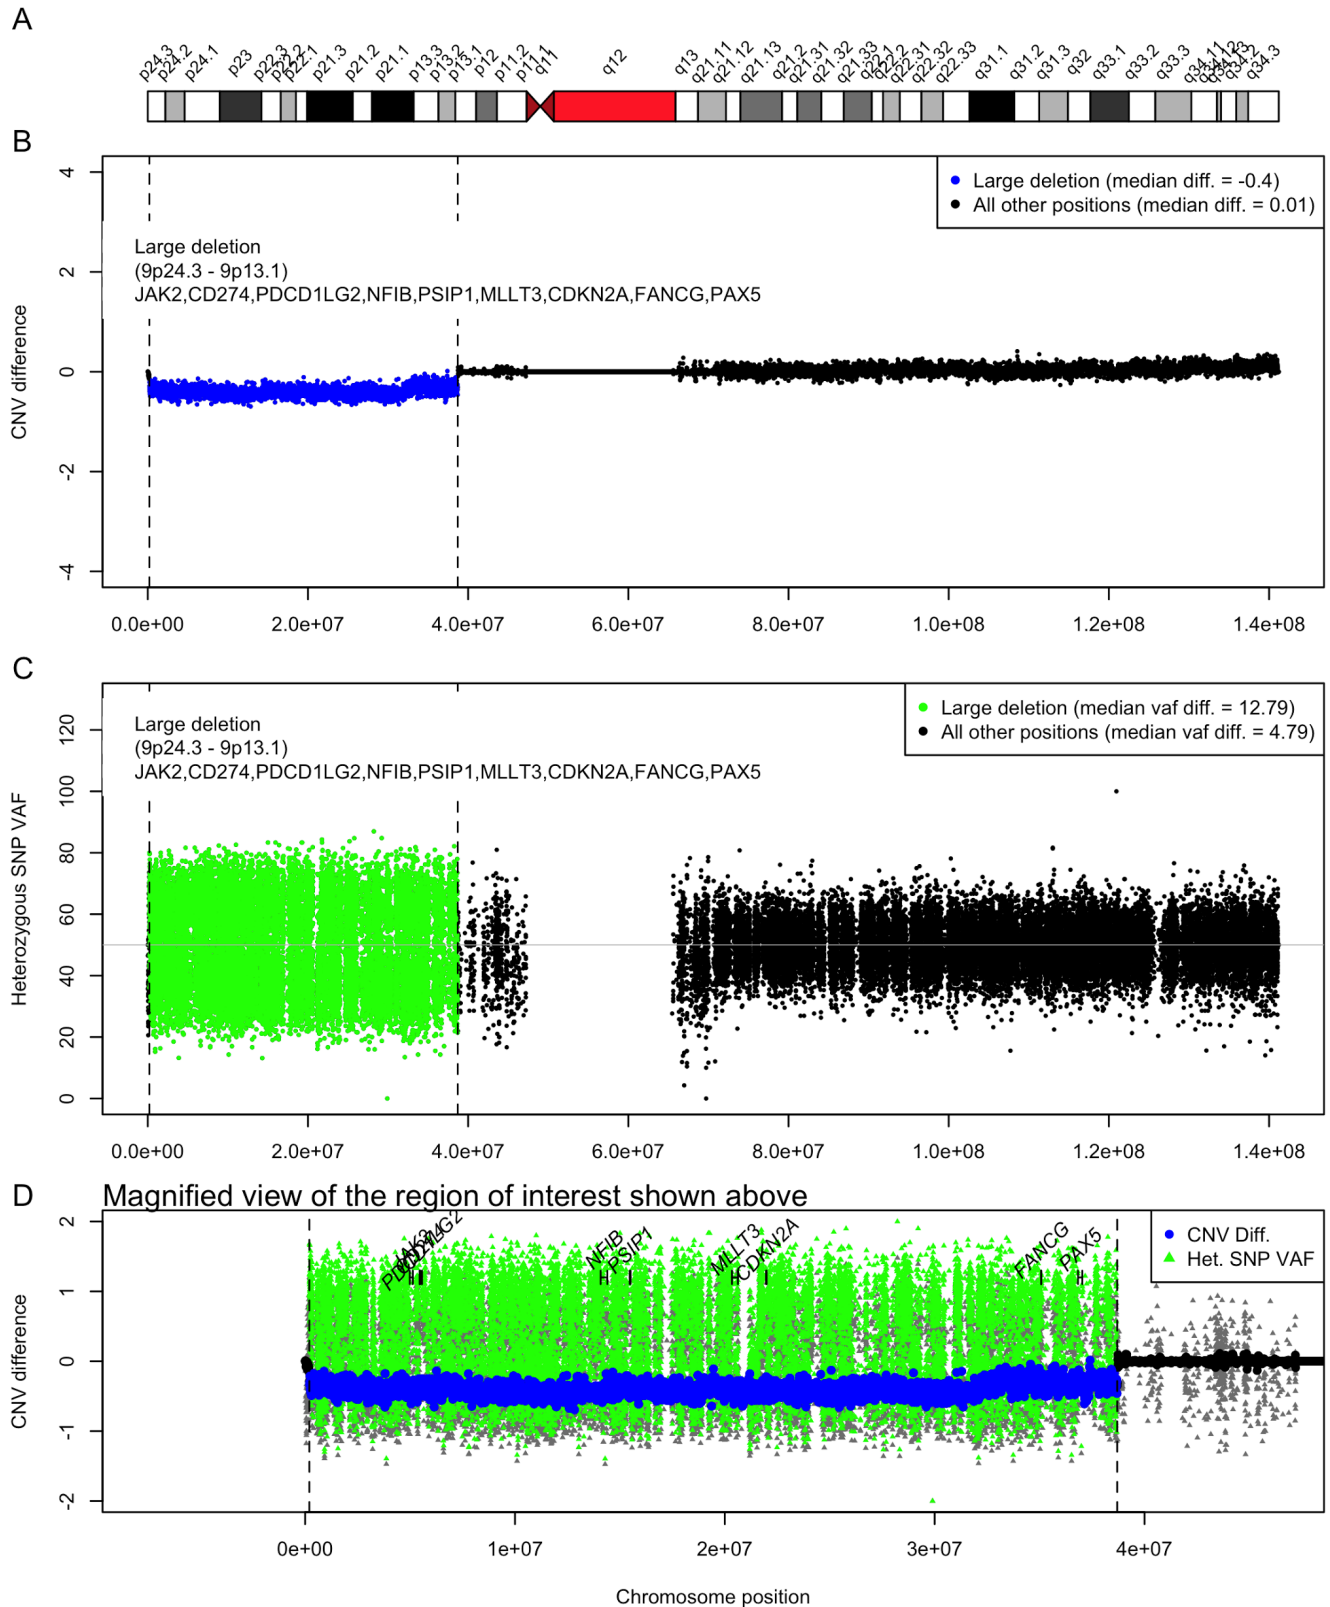 A
p24.3 p24.2 p24.1 p23 p22.3 p22.2 p22.1 p21.3 p21.2 p21.1 p13.3 p13.2 p13.1 p12 p11.2 p11.1 q11 q12 q13 q21.11 q21.12 q21.13 q21.2 q21.31 q21.32 q21.33 q22.1 q22.2 q22.31 q22.32 q22.33 q31.1 q31.2 q31.3 q32 q33.1 q33.2 q33.3 q34.11 q34.12 q34.13 q34.2 q34.3
B
Large deletion (median diff. = -0.4)
All other positions (median diff. = 0.01)
Large deletion
(9p24.3 - 9p13.1)
JAK2,CD274,PDCD1LG2,NFIB,PSIP1,MLLT3,CDKN2A,FANCG,PAX5
CNV difference
4
2
0
-2
-4
0.0e+00 2.0e+07 4.0e+07 6.0e+07 8.0e+07 1.0e+08 1.2e+08 1.4e+08
C
Large deletion (median vaf diff. = 12.79)
All other positions (median vaf diff. = 4.79)
Large deletion
(9p24.3 - 9p13.1)
JAK2,CD274,PDCD1LG2,NFIB,PSIP1,MLLT3,CDKN2A,FANCG,PAX5
Heterozygous SNP VAF
120
100
80
60
40
20
0
0.0e+00 2.0e+07 4.0e+07 6.0e+07 8.0e+07 1.0e+08 1.2e+08 1.4e+08
D
Magnified view of the region of interest shown above
CNV Diff.
Het. SNP VAF
JAK2 CD274 PDCD1LG2 NFIB PSIP1 MLLT3 CDKN2A FANCG PAX5
CNV difference
2
1
0
-1
-2
0e+00 1e+07 2e+07 3e+07 4e+07
Chromosome position